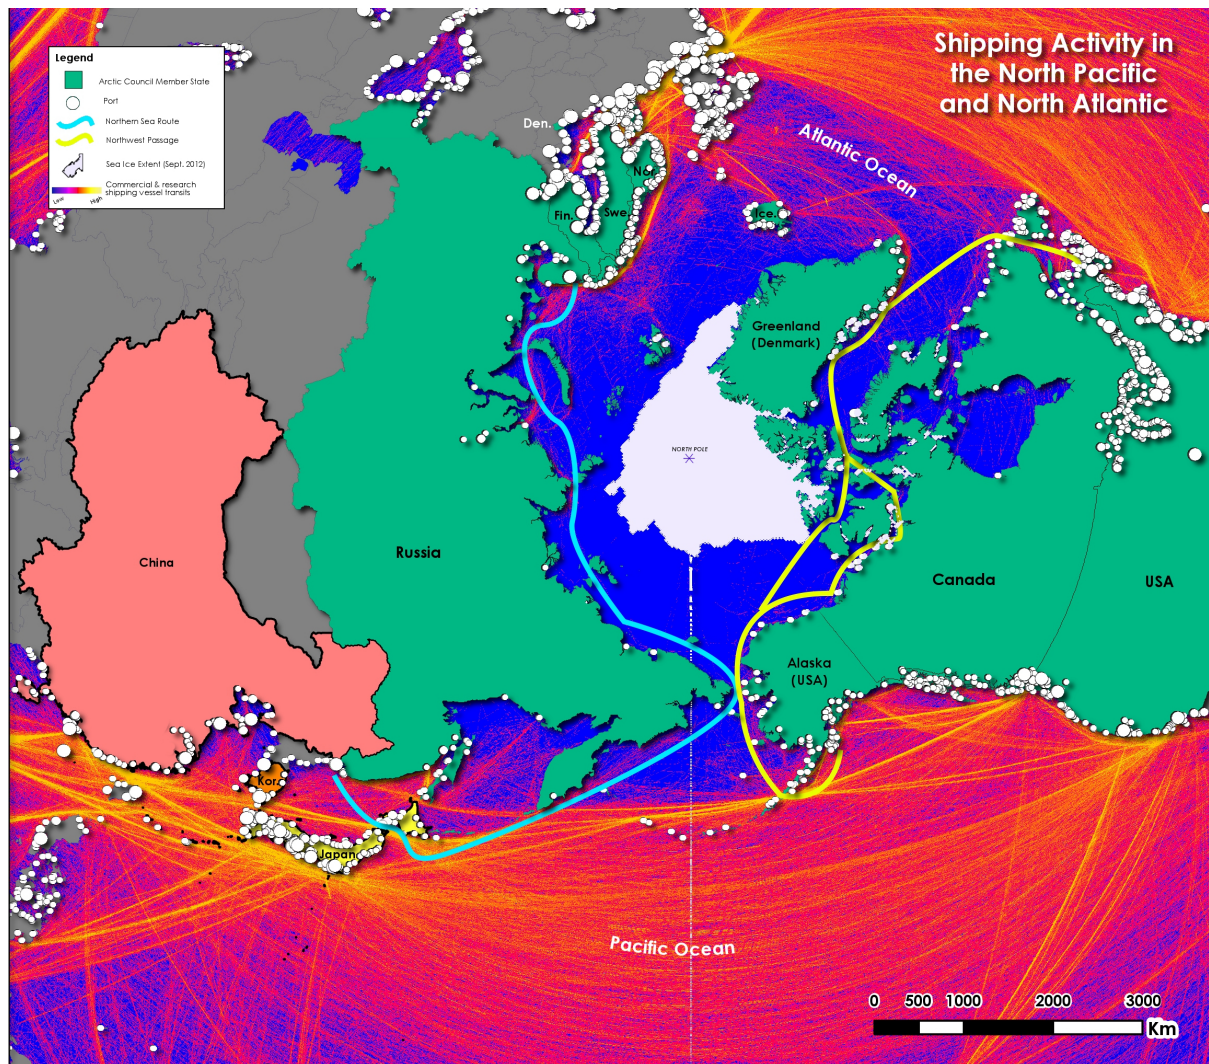 Shipping Activity in
the North Pacific
and North Atlantic
Legend
Arctic Council Member State
Port
Northern Sea Route
Northwest Passage
Sea Ice Extent (Sept. 2012)
Commercial & research
shipping vessel transits
Low
High
Den.
Nor.
Fin.
Swe.
Ice.
Atlantic Ocean
Greenland
(Denmark)
NORTH POLE
Russia
China
Canada
USA
Alaska
(USA)
Kor.
Japan
Pacific Ocean
0 500 1000 2000 3000
Km